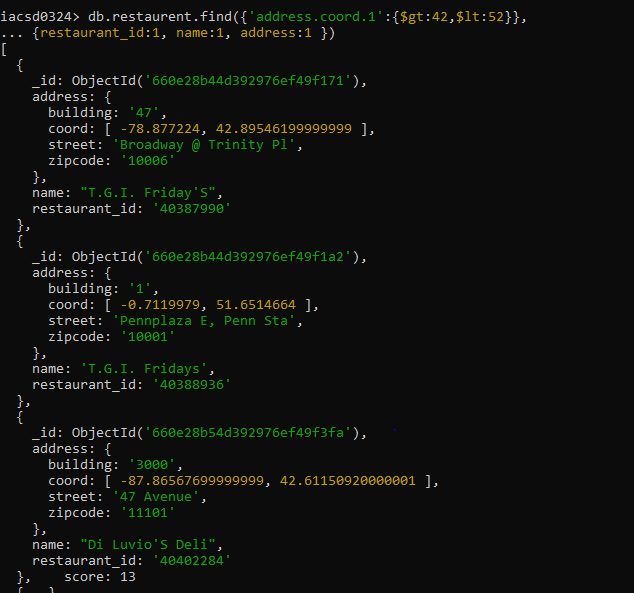 iacsd0324> db.restaurent.find({'address.coord.1':{$gt:42,$lt:52}},
... {restaurant_id:1, name:1, address:1 })
[
  {
    _id: ObjectId('660e28b44d392976ef49f171'),
    address: {
      building: '47',
      coord: [ -78.877224, 42.89546199999999 ],
      street: 'Broadway @ Trinity Pl',
      zipcode: '10006'
    },
    name: "T.G.I. Friday'S",
    restaurant_id: '40387990'
  },
  {
    _id: ObjectId('660e28b44d392976ef49f1a2'),
    address: {
      building: '1',
      coord: [ -0.7119979, 51.6514664 ],
      street: 'Pennplaza E, Penn Sta',
      zipcode: '10001'
    },
    name: 'T.G.I. Fridays',
    restaurant_id: '40388936'
  },
  {
    _id: ObjectId('660e28b54d392976ef49f3fa'),
    address: {
      building: '3000',
      coord: [ -87.86567699999999, 42.61150920000001 ],
      street: '47 Avenue',
      zipcode: '11101'
    },
    name: "Di Luvio'S Deli",
    restaurant_id: '40402284'
  },    score: 13